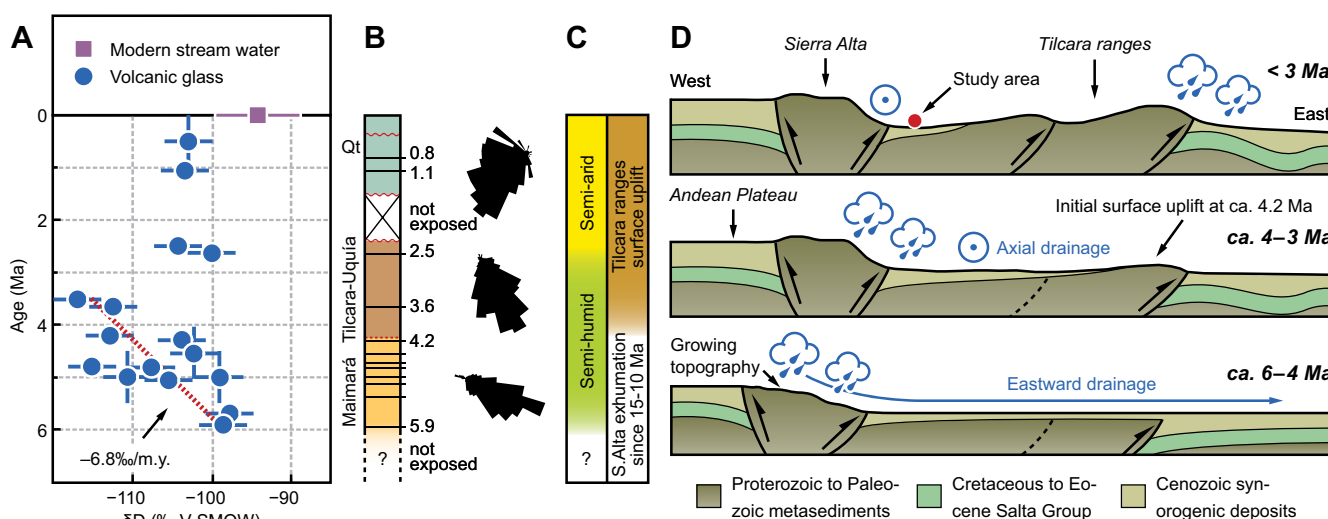 A
Modern stream water
Volcanic glass
0
2
4
6
Age (Ma)
−6.8‰/m.y.
−110
−100
−90
B
Qt
Tilcara-Uquía
Maimará
0.8
1.1
not
exposed
2.5
3.6
4.2
5.9
not
exposed
?
C
Semi-arid
Semi-humid
?
Tilcara ranges
surface uplift
S.Alta exhumation
since 15-10 Ma
D
Sierra Alta
Tilcara ranges
West
Study area
< 3 Ma
East
Andean Plateau
Initial surface uplift at ca. 4.2 Ma
ca. 4–3 Ma
Axial drainage
Growing
topography
ca. 6–4 Ma
Eastward drainage
Proterozoic to Paleo-
zoic metasediments
Cretaceous to Eo-
cene Salta Group
Cenozoic syn-
orogenic deposits